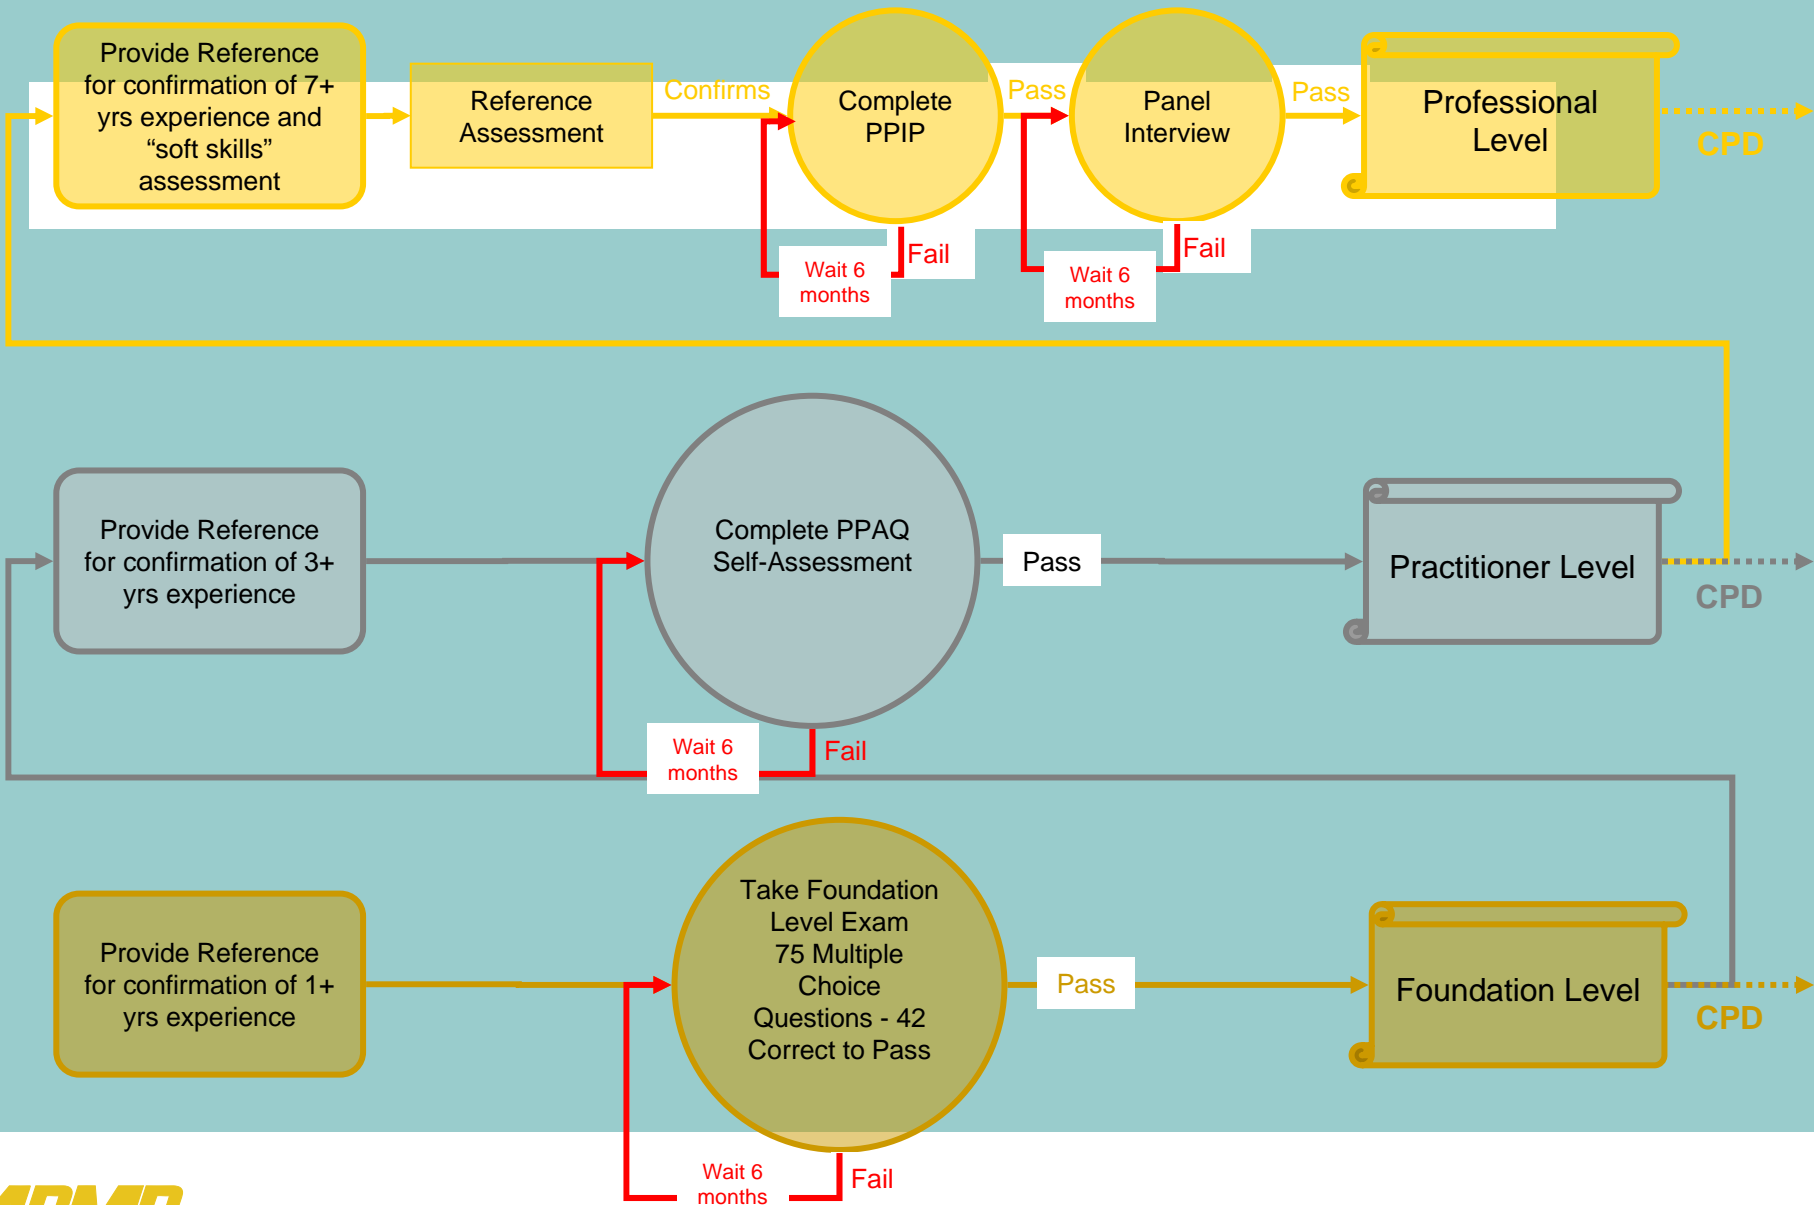 Provide Reference
for confirmation of 7+
yrs experience and
“soft skills”
assessment
Reference
Assessment
Confirms
Complete
PPIP
Pass
Panel
Interview
Pass
Professional
Level
CPD
Fail
Wait 6
months
Fail
Wait 6
months
Provide Reference
for confirmation of 3+
yrs experience
Complete PPAQ
Self-Assessment
Pass
Practitioner Level
CPD
Wait 6
months
Fail
Provide Reference
for confirmation of 1+
yrs experience
Take Foundation
Level Exam
75 Multiple
Choice
Questions - 42
Correct to Pass
Pass
Foundation Level
CPD
Wait 6
months
Fail